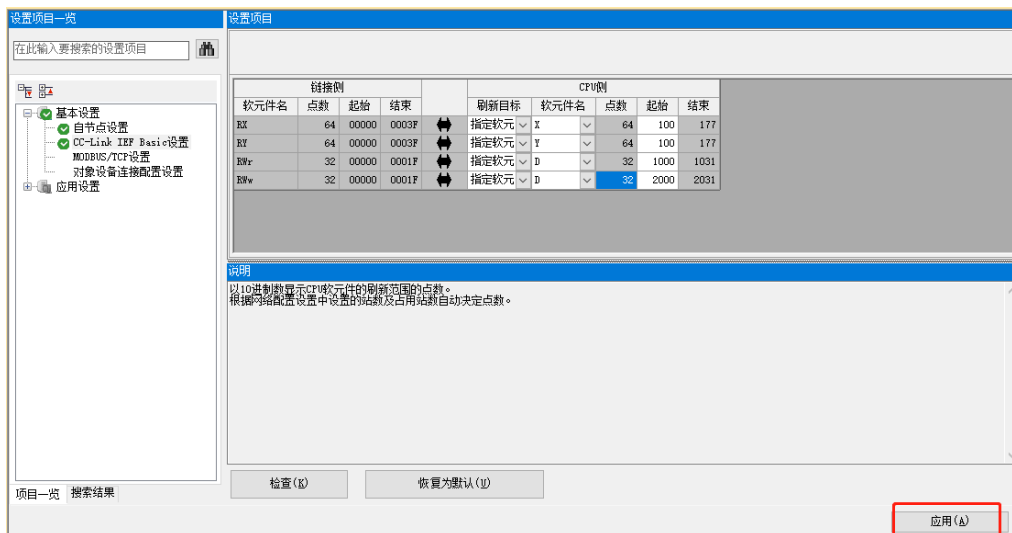 设置项目一览
设置项目
在此输入要搜索的设置项目
基本设置
自节点设置
CC-Link IEF Basic设置
MODBUS/TCP设置
对象设备连接配置设置
应用设置
链接侧 CPU侧
软元件名 点数 起始 结束 刷新目标 软元件名 点数 起始 结束
RX 64 00000 0003F 指定软元 X 64 100 177
RY 64 00000 0003F 指定软元 Y 64 100 177
RWr 32 00000 0001F 指定软元 D 32 1000 1031
RWw 32 00000 0001F 指定软元 D 32 2000 2031
说明
以10进制数显示CPU软元件的刷新范围的点数。
根据网络配置设置中设置的站数及占用站数自动决定点数。
检查(K) 恢复为默认(U)
项目一览 搜索结果
应用(A)